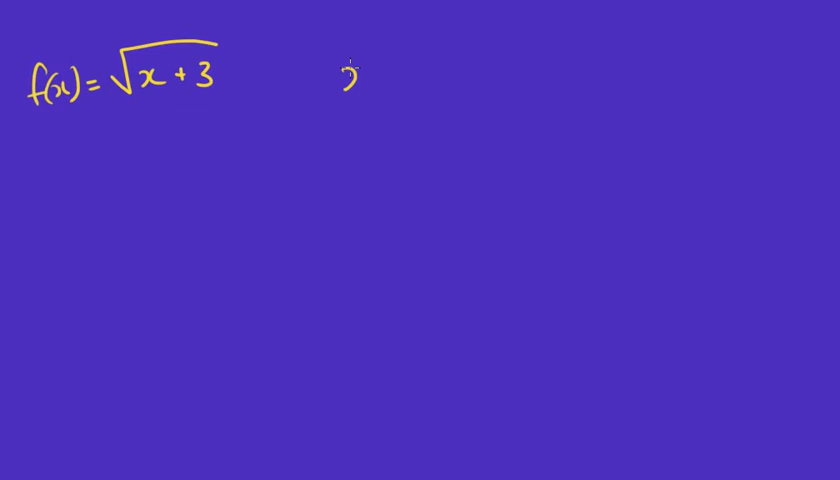 f(x) = √(x + 3)